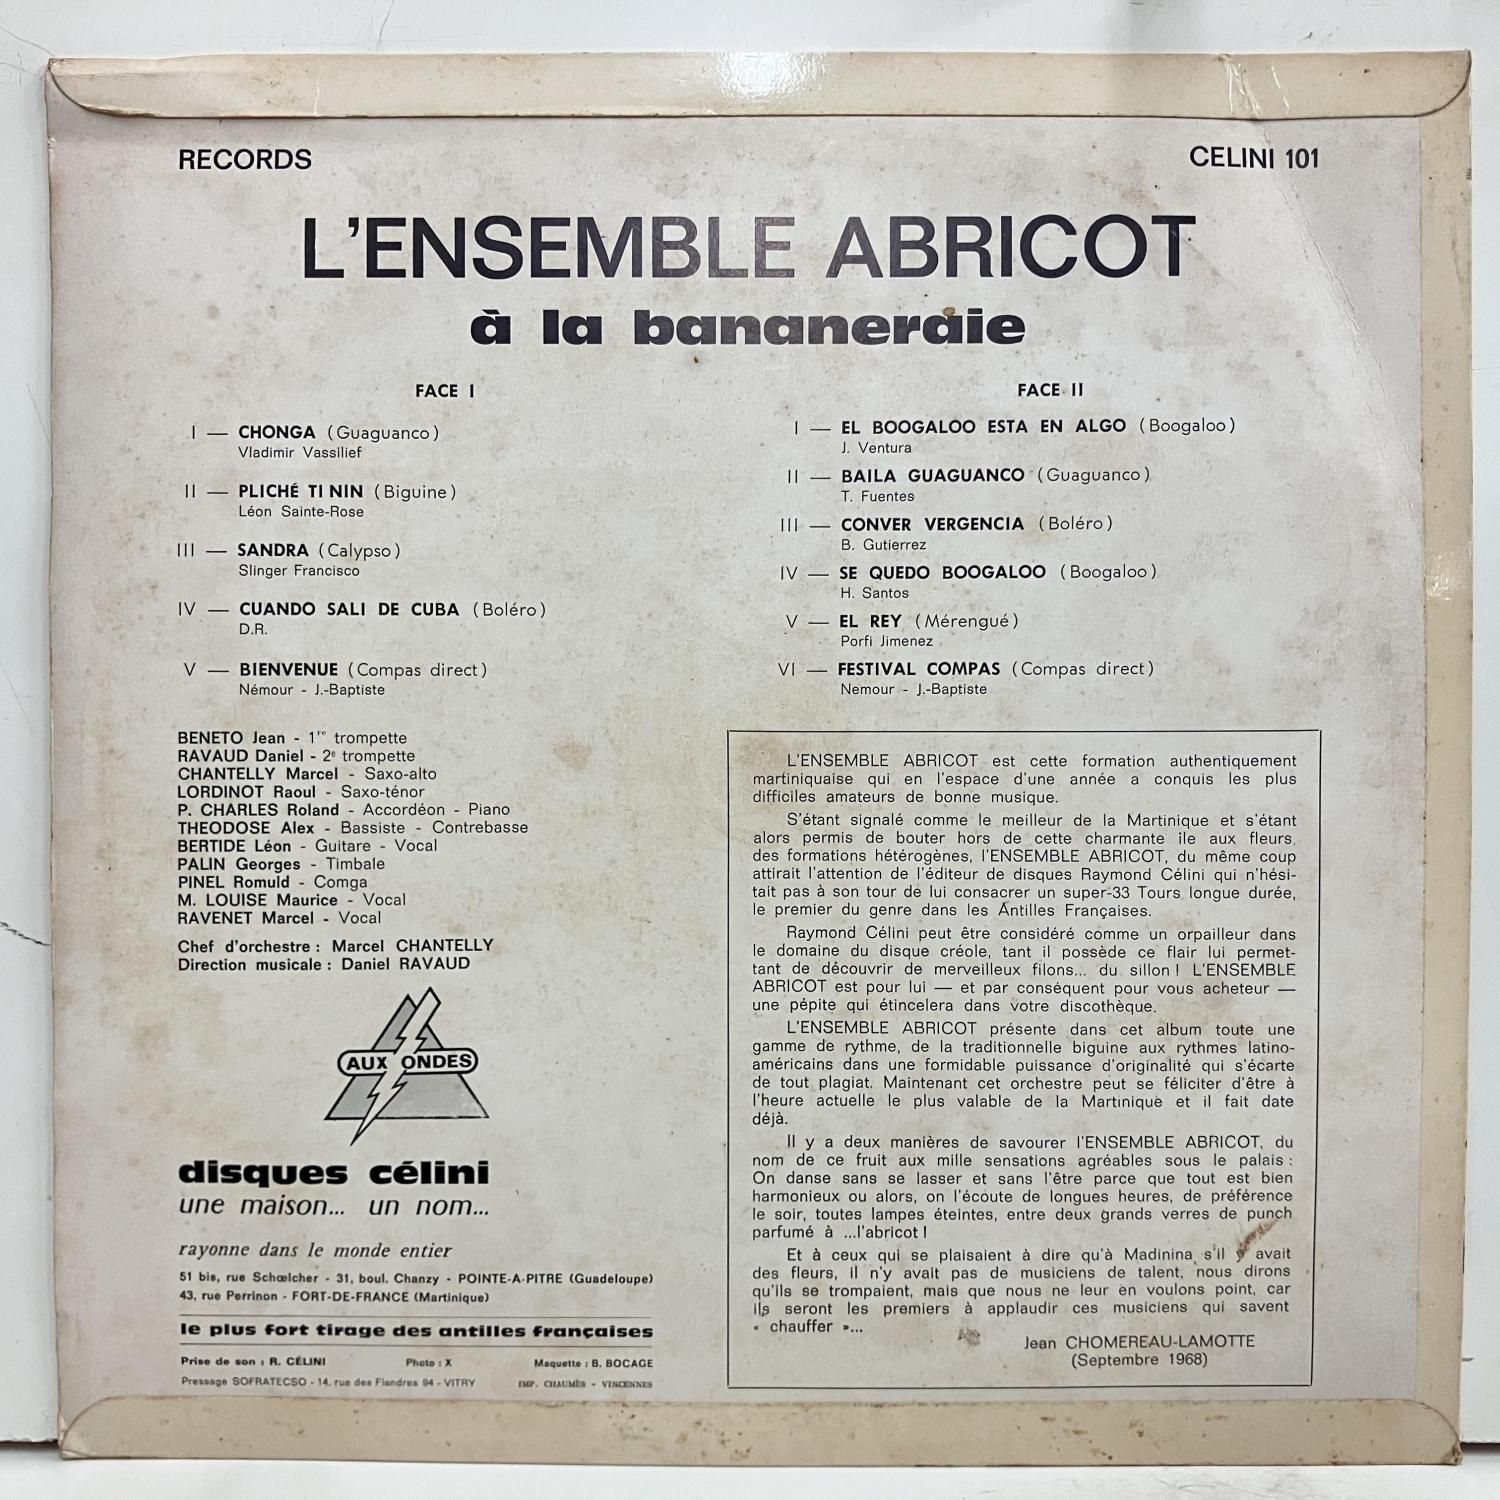 RECORDS
CELINI 101
L'ENSEMBLE ABRICOT
à la bananeraie
FACE I
I — CHONGA (Guaguanco)
Vladimir Vassilief
II — PLICHÉ TI NIN (Biguine)
Léon Sainte-Rose
III — SANDRA (Calypso)
Slinger Francisco
IV — CUANDO SALI DE CUBA (Boléro)
D.R.
V — BIENVENUE (Compas direct)
Némour - J.-Baptiste
FACE II
I — EL BOOGALOO ESTA EN ALGO (Boogaloo)
J. Ventura
II — BAILA GUAGUANCO (Guaguanco)
T. Fuentes
III — CONVER VERGENCIA (Boléro)
B. Gutierrez
IV — SE QUEDO BOOGALOO (Boogaloo)
H. Santos
V — EL REY (Mérengué)
Porfi Jimenez
VI — FESTIVAL COMPAS (Compas direct)
Nemour - J.-Baptiste
BENETO Jean - 1re trompette
RAVAUD Daniel - 2e trompette
CHANTELLY Marcel - Saxo-alto
LORDINOT Raoul - Saxo-ténor
P. CHARLES Roland - Accordéon - Piano
THEODOSE Alex - Bassiste - Contrebasse
BERTIDE Léon - Guitare - Vocal
PALIN Georges - Timbale
PINEL Romuld - Comga
M. LOUISE Maurice - Vocal
RAVENET Marcel - Vocal
Chef d'orchestre : Marcel CHANTELLY
Direction musicale : Daniel RAVAUD
AUX ONDES
disques célini
une maison... un nom...
rayonne dans le monde entier
51 bis, rue Schœlcher - 31, boul. Chanzy - POINTE-A-PITRE (Guadeloupe)
43, rue Perrinon - FORT-DE-FRANCE (Martinique)
le plus fort tirage des antilles françaises
Prise de son : R. CÉLINI Photo : X Maquette : B. BOCAGE
Pressage SOFRATECSO - 14, rue des Flandres 94 - VITRY IMP. CHAUMÈS - VINCENNES
L'ENSEMBLE ABRICOT est cette formation authentiquement
martiniquaise qui en l'espace d'une année a conquis les plus
difficiles amateurs de bonne musique.
S'étant signalé comme le meilleur de la Martinique et s'étant
alors permis de bouter hors de cette charmante île aux fleurs,
des formations hétérogènes, l'ENSEMBLE ABRICOT, du même coup
attirait l'attention de l'éditeur de disques Raymond Célini qui n'hési-
tait pas à son tour de lui consacrer un super-33 Tours longue durée,
le premier du genre dans les Antilles Françaises.
Raymond Célini peut être considéré comme un orpailleur dans
le domaine du disque créole, tant il possède ce flair lui permet-
tant de découvrir de merveilleux filons... du sillon ! L'ENSEMBLE
ABRICOT est pour lui — et par conséquent pour vous acheteur —
une pépite qui étincelera dans votre discothèque.
L'ENSEMBLE ABRICOT présente dans cet album toute une
gamme de rythme, de la traditionnelle biguine aux rythmes latino-
américains dans une formidable puissance d'originalité qui s'écarte
de tout plagiat. Maintenant cet orchestre peut se féliciter d'être à
l'heure actuelle le plus valable de la Martinique et il fait date
déjà.
Il y a deux manières de savourer l'ENSEMBLE ABRICOT, du
nom de ce fruit aux mille sensations agréables sous le palais :
On danse sans se lasser et sans l'être parce que tout est bien
harmonieux ou alors, on l'écoute de longues heures, de préférence
le soir, toutes lampes éteintes, entre deux grands verres de punch
parfumé à ...l'abricot !
Et à ceux qui se plaisaient à dire qu'à Madinina s'il y avait
des fleurs, il n'y avait pas de musiciens de talent, nous dirons
qu'ils se trompaient, mais que nous ne leur en voulons point, car
ils seront les premiers à applaudir ces musiciens qui savent
« chauffer »...
Jean CHOMEREAU-LAMOTTE
(Septembre 1968)